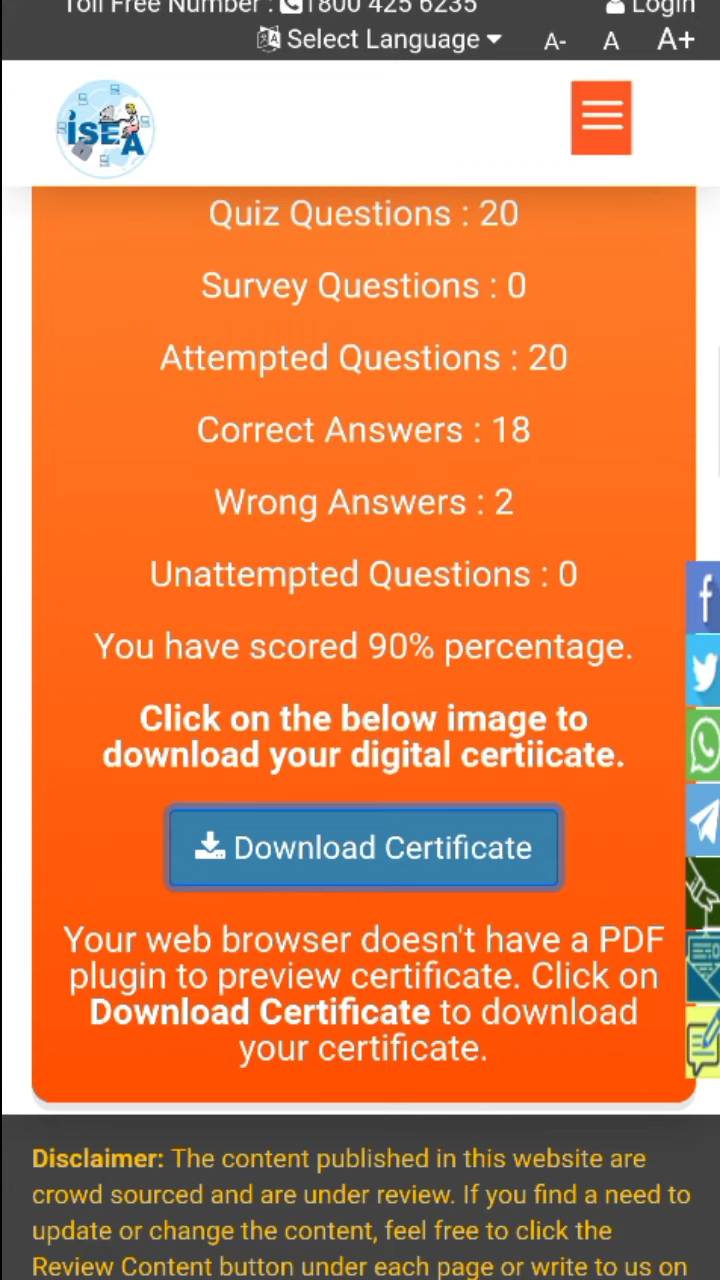 Toll Free Number : 1800 425 6235 Login
Select Language A- A A+
iSEA
Quiz Questions : 20
Survey Questions : 0
Attempted Questions : 20
Correct Answers : 18
Wrong Answers : 2
Unattempted Questions : 0
You have scored 90% percentage.
Click on the below image to
download your digital certiicate.
Download Certificate
Your web browser doesn't have a PDF
plugin to preview certificate. Click on
Download Certificate to download
your certificate.
Disclaimer: The content published in this website are
crowd sourced and are under review. If you find a need to
update or change the content, feel free to click the
Review Content button under each page or write to us on